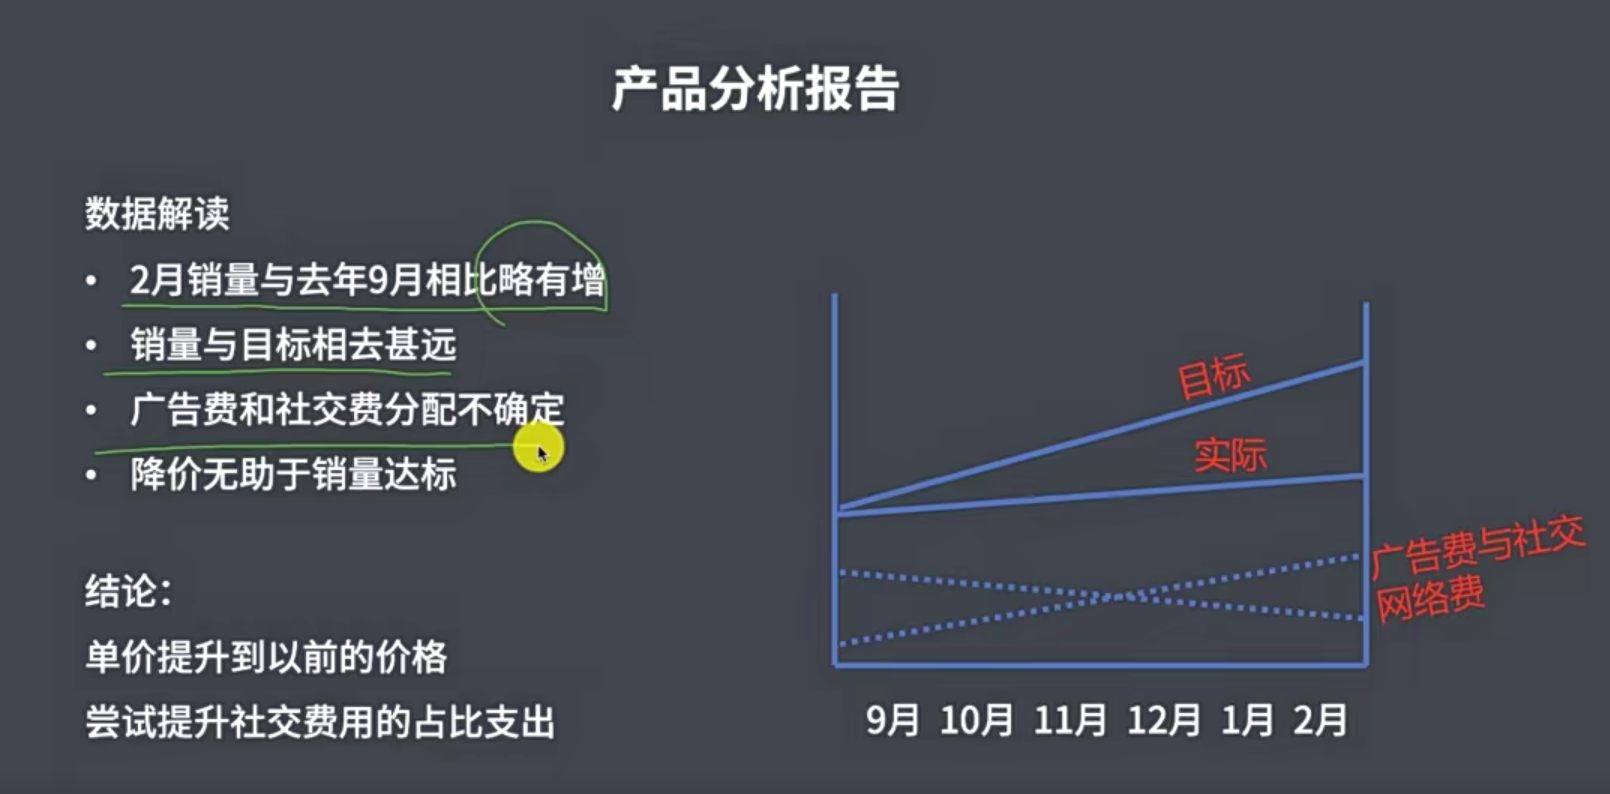 产品分析报告
数据解读
• 2月销量与去年9月相比略有增
• 销量与目标相去甚远
• 广告费和社交费分配不确定
• 降价无助于销量达标
结论：
单价提升到以前的价格
尝试提升社交费用的占比支出
目标
实际
广告费与社交
网络费
9月 10月 11月 12月 1月 2月